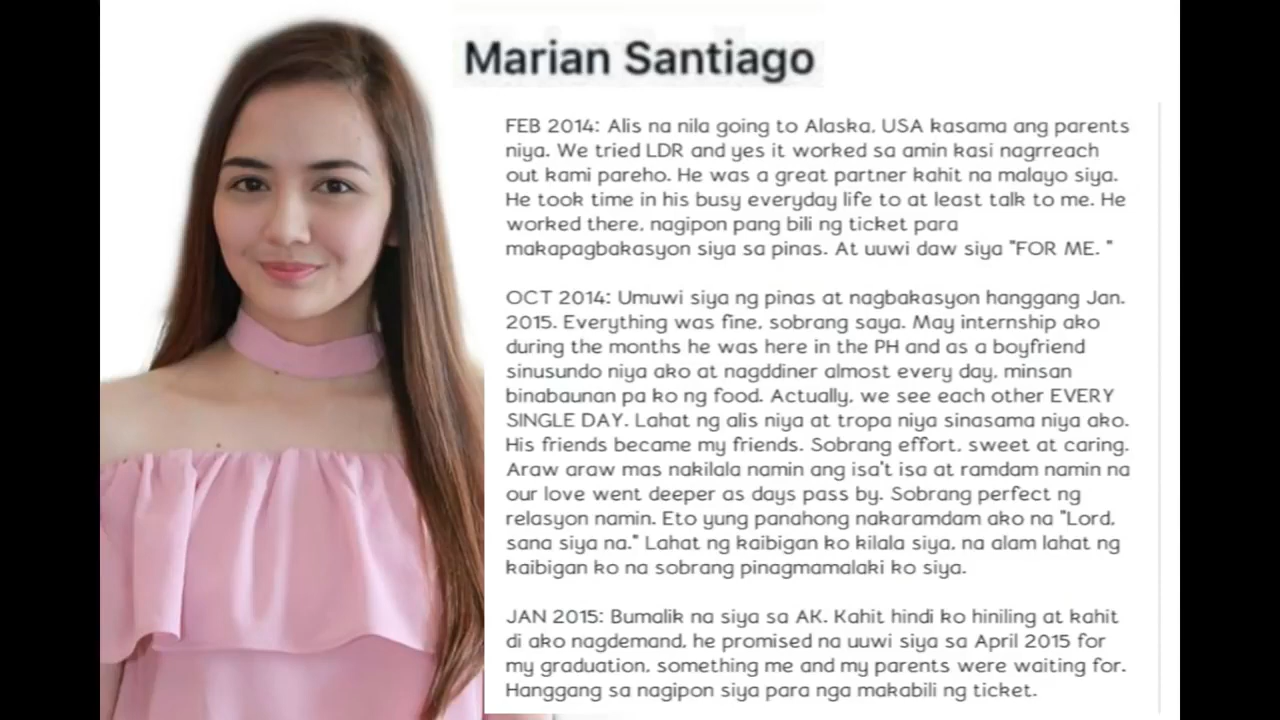 Marian Santiago
FEB 2014: Alis na nila going to Alaska, USA kasama ang parents
niya. We tried LDR and yes it worked sa amin kasi nagrreach
out kami pareho. He was a great partner kahit na malayo siya.
He took time in his busy everyday life to at least talk to me. He
worked there, nagipon pang bili ng ticket para
makapagbakasyon siya sa pinas. At uuwi daw siya "FOR ME. "
OCT 2014: Umuwi siya ng pinas at nagbakasyon hanggang Jan.
2015. Everything was fine, sobrang saya. May internship ako
during the months he was here in the PH and as a boyfriend
sinusundo niya ako at nagddiner almost every day, minsan
binabaunan pa ko ng food. Actually, we see each other EVERY
SINGLE DAY. Lahat ng alis niya at tropa niya sinasama niya ako.
His friends became my friends. Sobrang effort, sweet at caring.
Araw araw mas nakilala namin ang isa't isa at ramdam namin na
our love went deeper as days pass by. Sobrang perfect ng
relasyon namin. Eto yung panahong nakaramdam ako na "Lord,
sana siya na." Lahat ng kaibigan ko kilala siya, na alam lahat ng
kaibigan ko na sobrang pinagmamalaki ko siya.
JAN 2015: Bumalik na siya sa AK. Kahit hindi ko hiniling at kahit
di ako nagdemand, he promised na uuwi siya sa April 2015 for
my graduation, something me and my parents were waiting for.
Hanggang sa nagipon siya para nga makabili ng ticket.